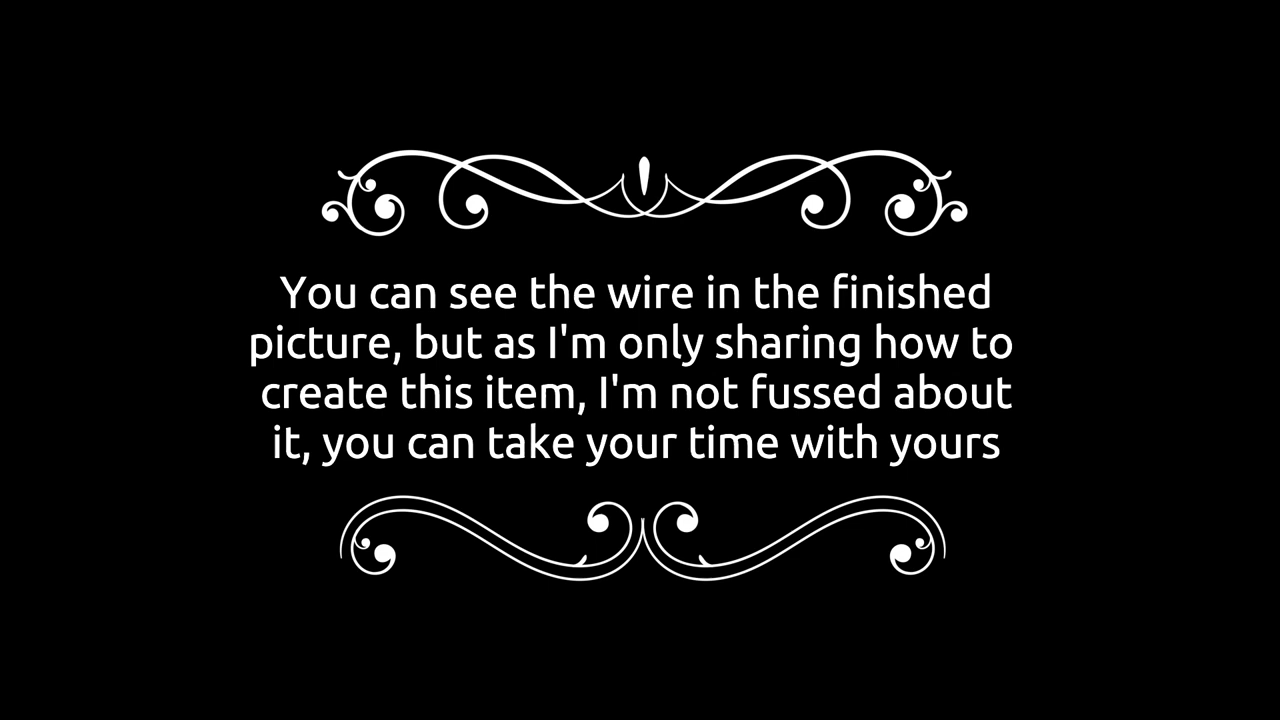 You can see the wire in the finished
picture, but as I'm only sharing how to
create this item, I'm not fussed about
it, you can take your time with yours